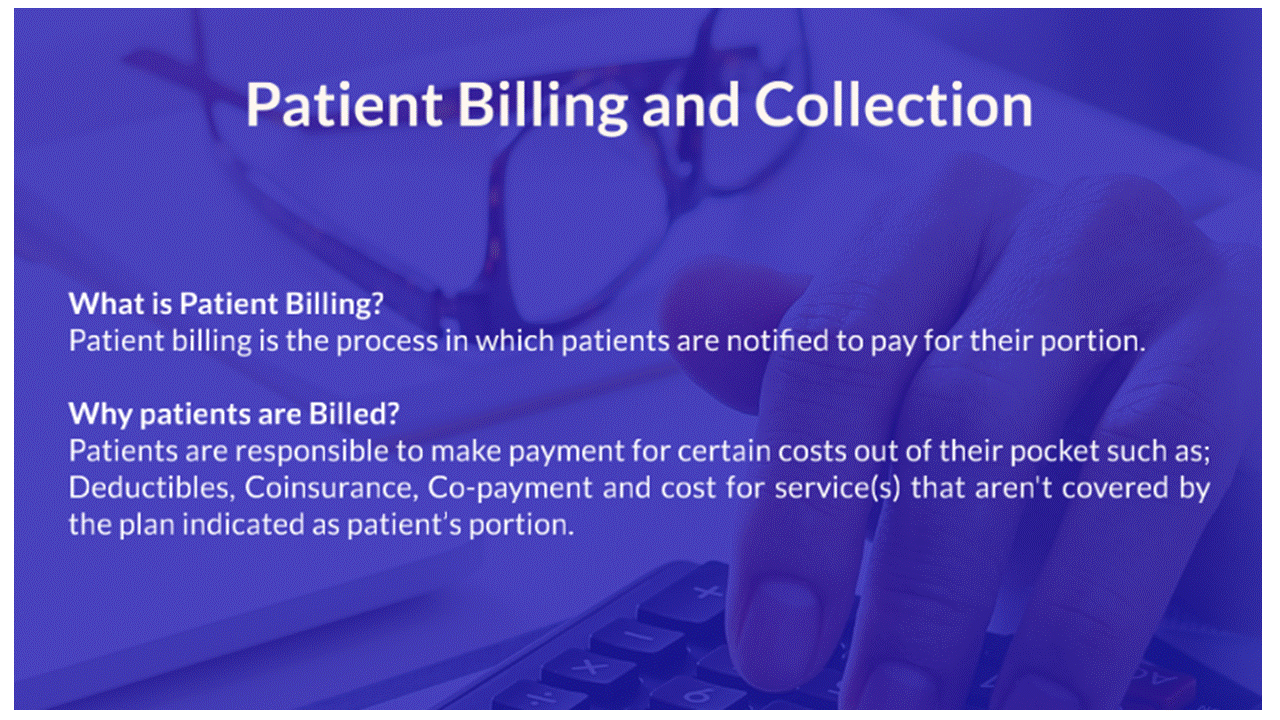 Patient Billing and Collection
What is Patient Billing?
Patient billing is the process in which patients are notified to pay for their portion.
Why patients are Billed?
Patients are responsible to make payment for certain costs out of their pocket such as;
Deductibles, Coinsurance, Co-payment and cost for service(s) that aren't covered by
the plan indicated as patient’s portion.
+
−
×
÷
6